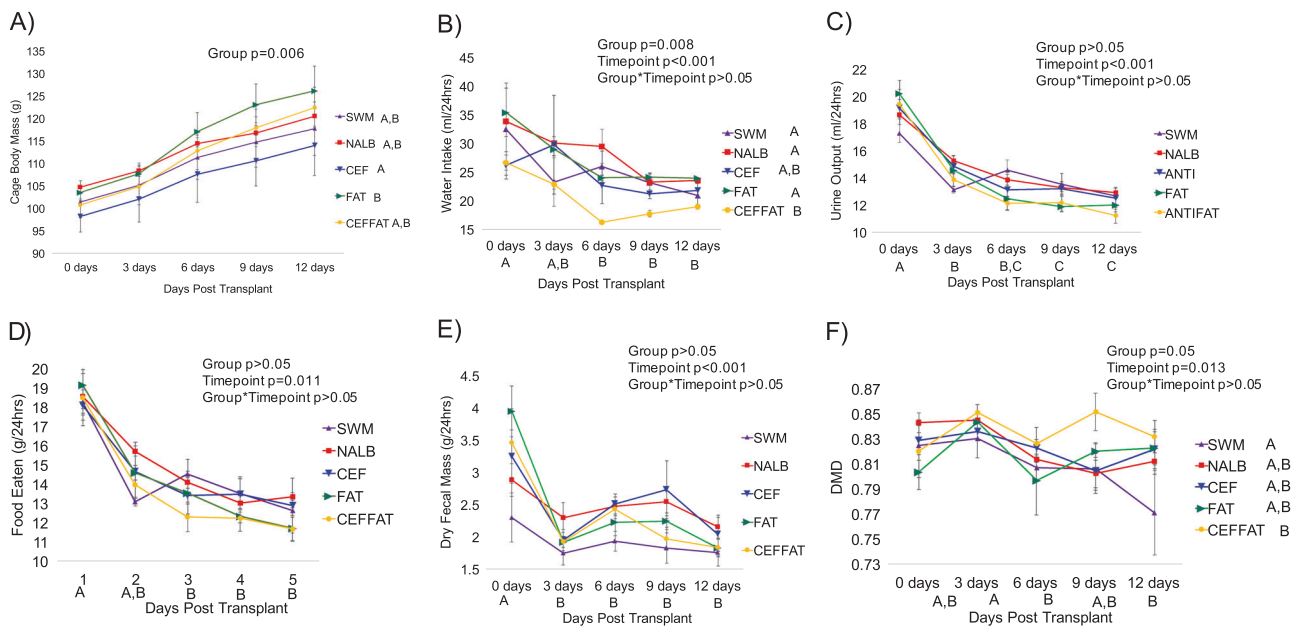 A)
Group p=0.006
Cage Body Mass (g)
135
130
125
120
115
110
105
100
95
90
0 days 3 days 6 days 9 days 12 days
Days Post Transplant
SWM A,B
NALB A,B
CEF A
FAT B
CEFFAT A,B
B)
Group p=0.008
Timepoint p<0.001
Group*Timepoint p>0.05
Water Intake (ml/24hrs)
45
40
35
30
25
20
15
0 days 3 days 6 days 9 days 12 days
A A,B B B B
Days Post Transplant
SWM A
NALB A
CEF A,B
FAT A
CEFFAT B
C)
Group p>0.05
Timepoint p<0.001
Group*Timepoint p>0.05
Urine Output (ml/24hrs)
22
20
18
16
14
12
10
0 days 3 days 6 days 9 days 12 days
A B B,C C C
Days Post Transplant
SWM
NALB
ANTI
FAT
ANTIFAT
D)
Group p>0.05
Timepoint p=0.011
Group*Timepoint p>0.05
Food Eaten (g/24hrs)
20
19
18
17
16
15
14
13
12
11
10
1 2 3 4 5
A A,B B B B
Days Post Transplant
SWM
NALB
CEF
FAT
CEFFAT
E)
Group p>0.05
Timepoint p<0.001
Group*Timepoint p>0.05
Dry Fecal Mass (g/24hrs)
4.5
4
3.5
3
2.5
2
1.5
0 days 3 days 6 days 9 days 12 days
A B B B B
Days Post Transplant
SWM
NALB
CEF
FAT
CEFFAT
F)
Group p=0.05
Timepoint p=0.013
Group*Timepoint p>0.05
DMD
0.87
0.85
0.83
0.81
0.79
0.77
0.75
0.73
0 days 3 days 6 days 9 days 12 days
A,B A B A,B B
Days Post Transplant
SWM A
NALB A,B
CEF A,B
FAT A,B
CEFFAT B